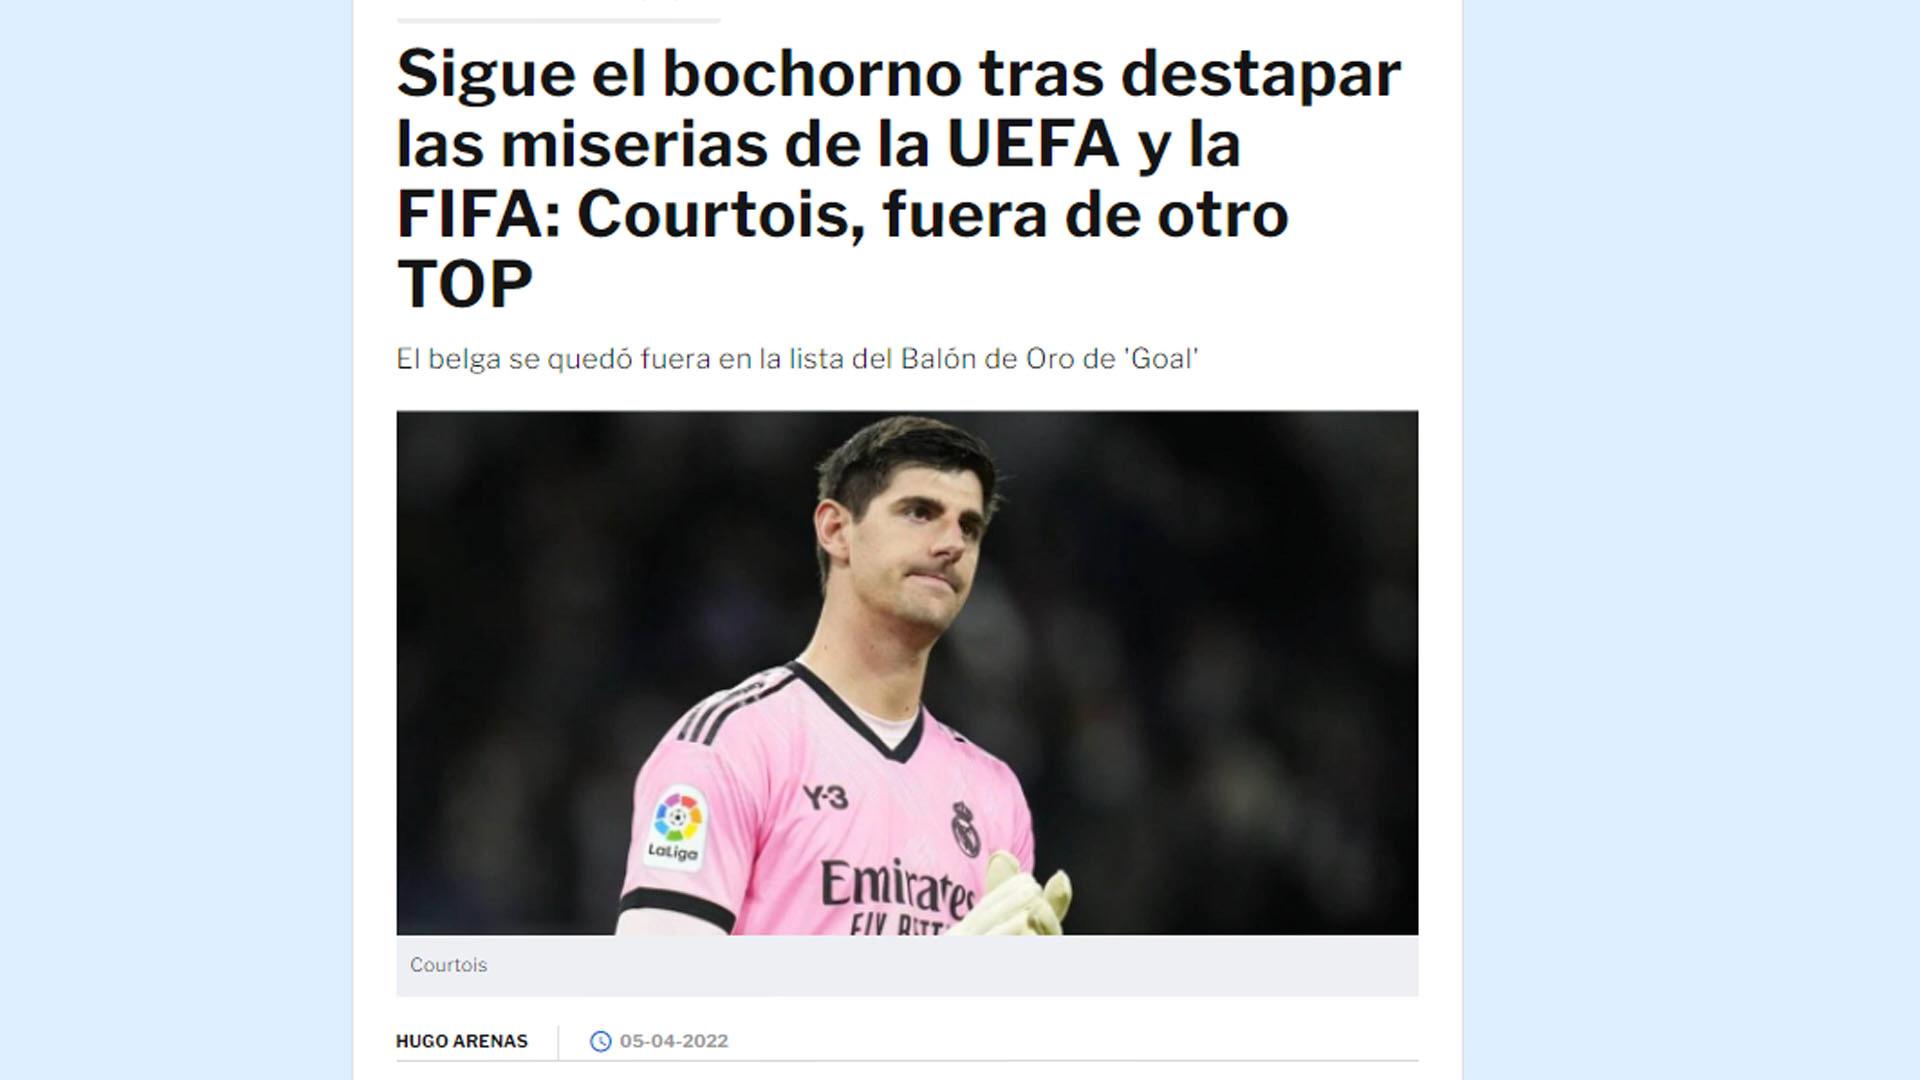 Sigue el bochorno tras destapar
las miserias de la UEFA y la
FIFA: Courtois, fuera de otro
TOP
El belga se quedó fuera en la lista del Balón de Oro de 'Goal'
Y-3
LaLiga
Emirates
FLY BETT
Courtois
HUGO ARENAS
05-04-2022